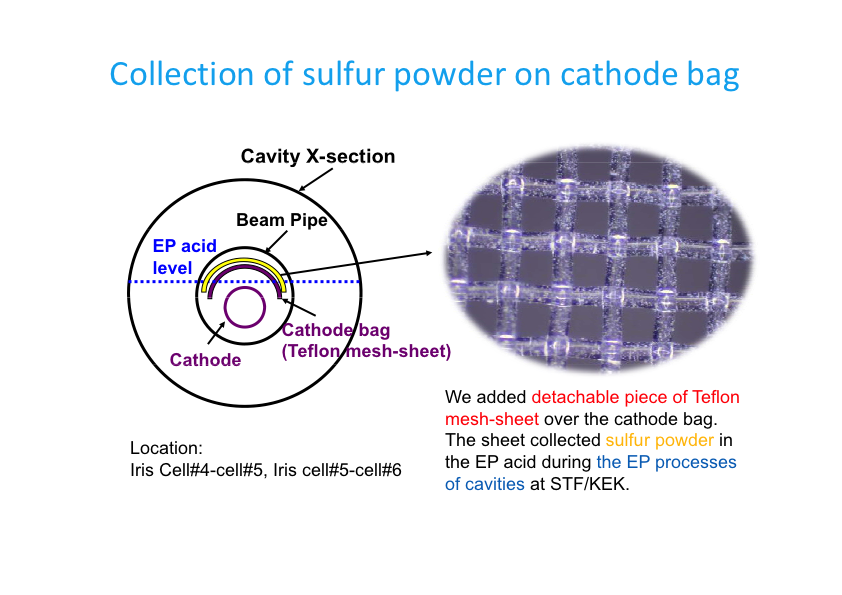 Collection of sulfur powder on cathode bag
Cavity X-section
Beam Pipe
EP acid
level
Cathode bag
(Teflon mesh-sheet)
Cathode
Location:
Iris Cell#4-cell#5, Iris cell#5-cell#6
We added detachable piece of Teflon
mesh-sheet over the cathode bag.
The sheet collected sulfur powder in
the EP acid during the EP processes
of cavities at STF/KEK.